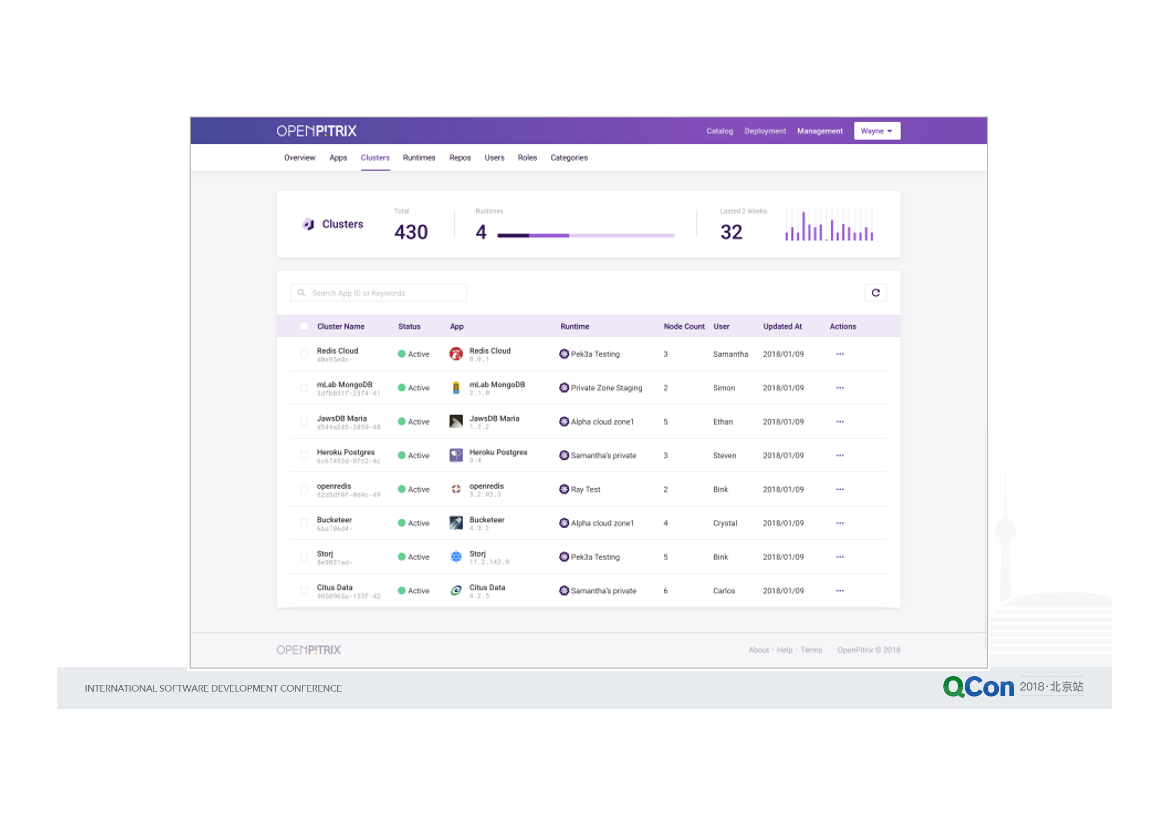 OPENPITRIX
Catalog Deployment Management Wayne
Overview Apps Clusters Runtimes Repos Users Roles Categories
Clusters
Total
430
Runtimes
4
Lasted 2 Weeks
32
Search App ID or Keywords
Cluster Name Status App Runtime Node Count User Updated At Actions
Redis Cloud Active Redis Cloud Pek3a Testing 3 Samantha 2018/01/09 ···
d8e95e8c- 0.0.1
mLab MongoDB Active mLab MongoDB Private Zone Staging 2 Simon 2018/01/09 ···
3dfb031f-23f4-41 2.1.0
JawsDB Maria Active JawsDB Maria Alpha cloud zone1 5 Ethan 2018/01/09 ···
d549a205-3859-48 1.3.2
Heroku Postgres Active Heroku Postgres Samantha's private 3 Steven 2018/01/09 ···
6c67493d-8fc2-4c 3.4
openredis Active openredis Ray Test 2 Bink 2018/01/09 ···
62d5df0f-0d4c-49 5.2.03.3
Bucketeer Active Bucketeer Alpha cloud zone1 4 Crystal 2018/01/09 ···
6ba786d4- 4.3.2
Storj Active Storj Pek3a Testing 5 Bink 2018/01/09 ···
8e9031ad- 11.2.143.0
Citus Data Active Citus Data Samantha's private 6 Carlos 2018/01/09 ···
9850965e-153f-42 4.2.5
OPENPITRIX
About · Help · Terms OpenPitrix © 2018
INTERNATIONAL SOFTWARE DEVELOPMENT CONFERENCE
QCon 2018·北京站